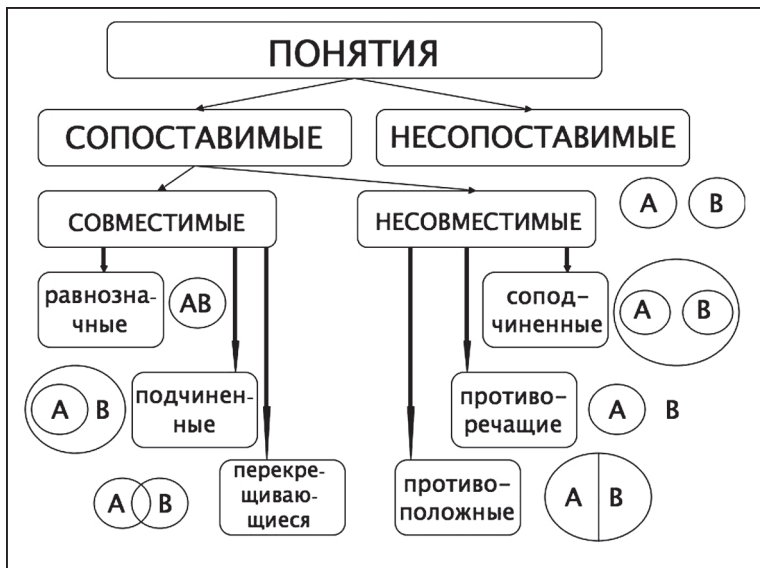 ПОНЯТИЯ
СОПОСТАВИМЫЕ
НЕСОПОСТАВИМЫЕ
СОВМЕСТИМЫЕ
НЕСОВМЕСТИМЫЕ
A
B
равнозна-
чные
AB
сопод-
чиненные
A
B
A
B
подчинен-
ные
противо-
речащие
A
B
A
B
перекре-
щиваю-
щиеся
противо-
положные
A
B